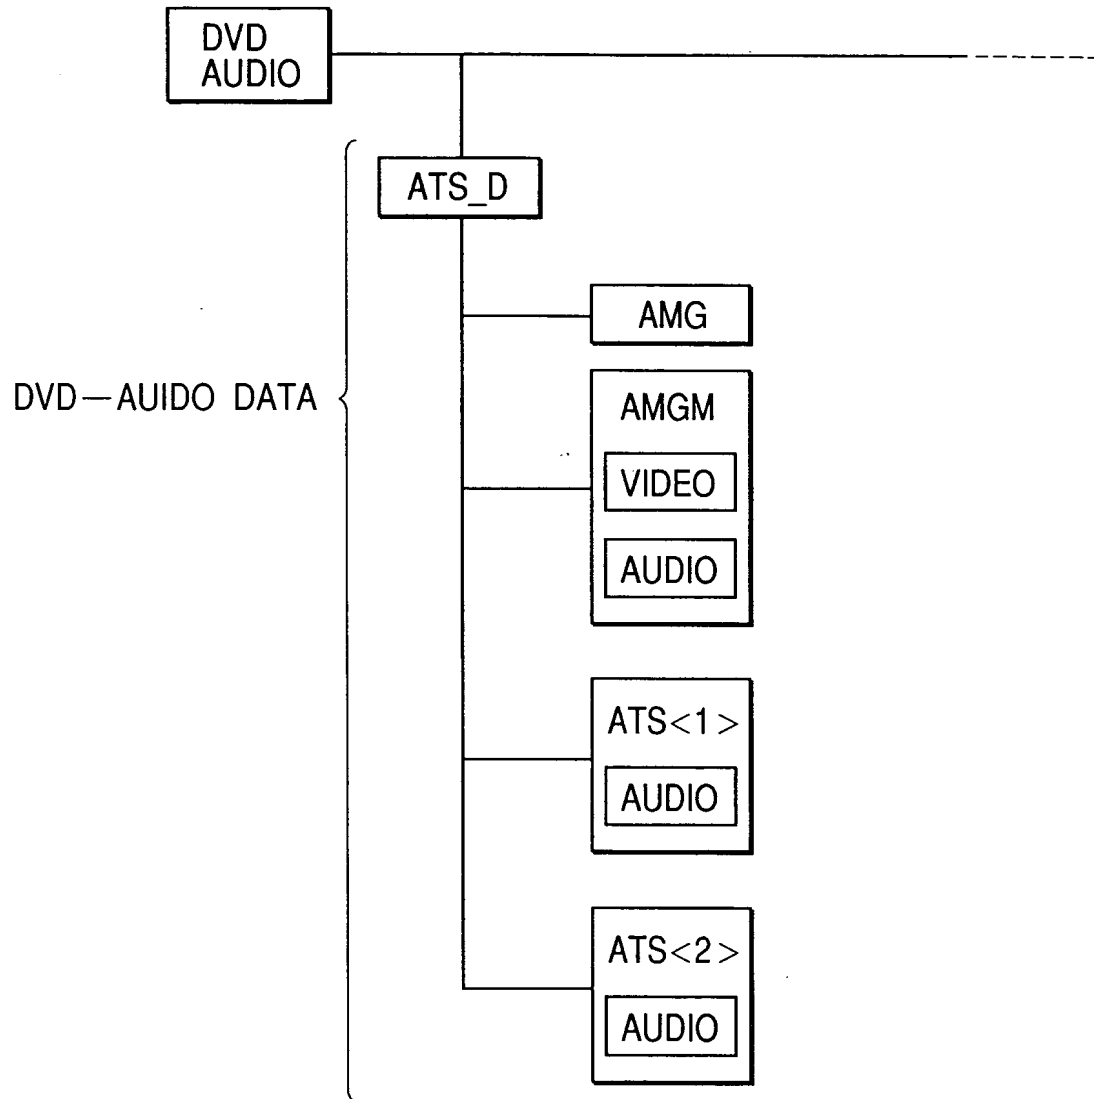 DVD
AUDIO
ATS_D
DVD—AUIDO DATA
AMG
AMGM
VIDEO
AUDIO
ATS<1>
AUDIO
ATS<2>
AUDIO